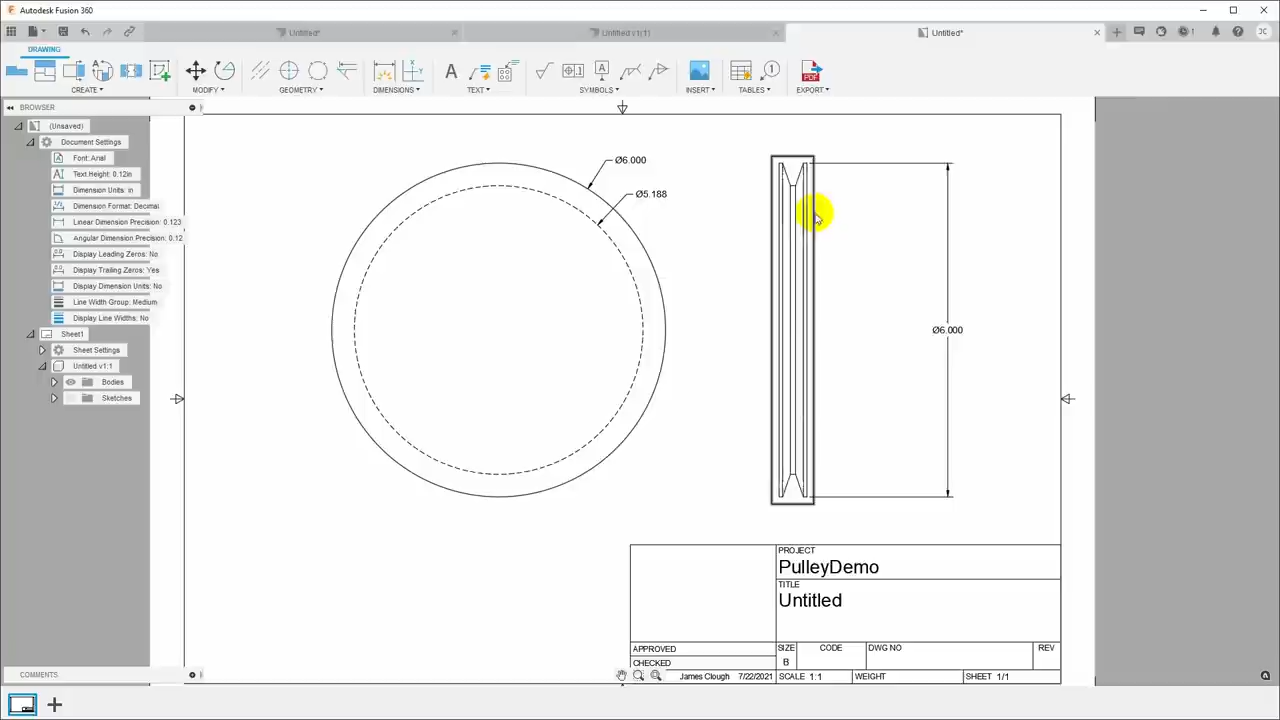 Autodesk Fusion 360
Untitled*
Untitled v1(1)
Untitled*
1
JC
DRAWING
CREATE
MODIFY
GEOMETRY
DIMENSIONS
TEXT
SYMBOLS
INSERT
TABLES
EXPORT
BROWSER
(Unsaved)
Document Settings
Font: Arial
Text Height: 0.12in
Dimension Units: in
Dimension Format: Decimal
Linear Dimension Precision: 0.123
Angular Dimension Precision: 0.12
Display Leading Zeros: No
Display Trailing Zeros: Yes
Display Dimension Units: No
Line Width Group: Medium
Display Line Widths: No
Sheet1
Sheet Settings
Untitled v1:1
Bodies
Sketches
Ø6.000
Ø5.188
Ø6.000
PROJECT
PulleyDemo
TITLE
Untitled
APPROVED
SIZE CODE DWG NO REV
B
CHECKED
James Clough 7/22/2021 SCALE 1:1 WEIGHT SHEET 1/1
COMMENTS